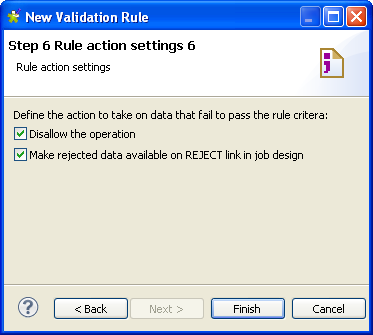 New Validation Rule
Step 6 Rule action settings 6
Rule action settings
Define the action to take on data that fail to pass the rule critera:
Disallow the operation
Make rejected data available on REJECT link in job design
?
< Back
Next >
Finish
Cancel